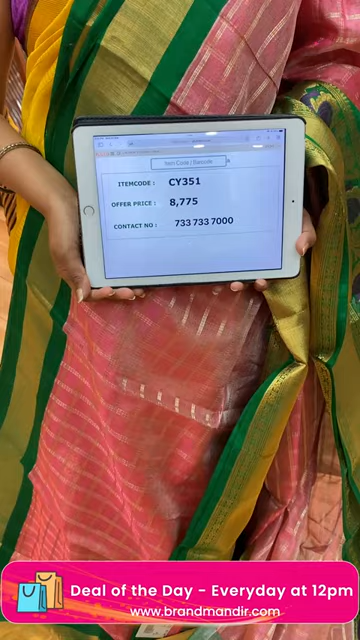 Item Code / Barcode
ITEMCODE : CY351
OFFER PRICE : 8,775
CONTACT NO : 733 733 7000
Deal of the Day - Everyday at 12pm
www.brandmandir.com